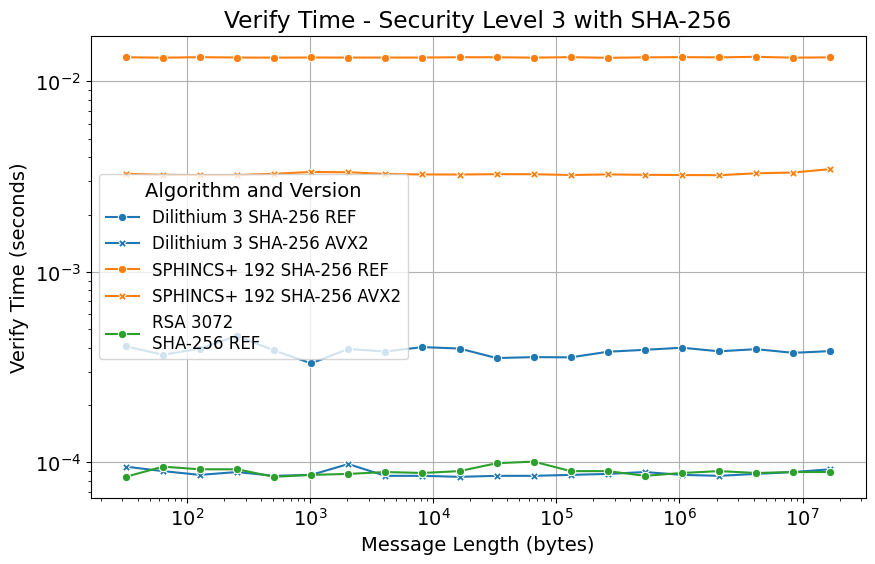 Verify Time - Security Level 3 with SHA-256
Verify Time (seconds)
10⁻²
10⁻³
10⁻⁴
Algorithm and Version
Dilithium 3 SHA-256 REF
Dilithium 3 SHA-256 AVX2
SPHINCS+ 192 SHA-256 REF
SPHINCS+ 192 SHA-256 AVX2
RSA 3072
SHA-256 REF
10² 10³ 10⁴ 10⁵ 10⁶ 10⁷
Message Length (bytes)